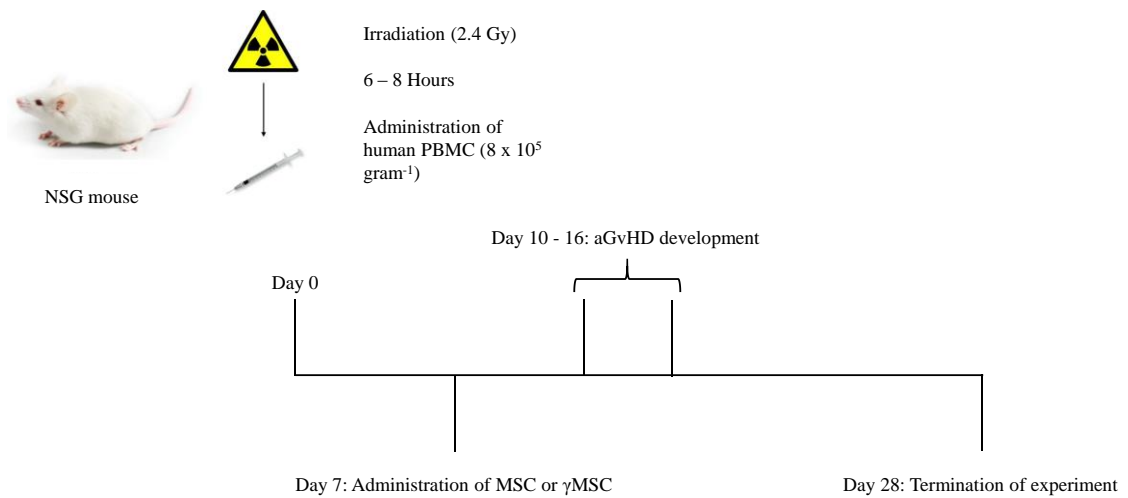 Irradiation (2.4 Gy)
6 – 8 Hours
Administration of
human PBMC (8 x 10⁵
gram⁻¹)
NSG mouse
Day 10 - 16: aGvHD development
Day 0
Day 7: Administration of MSC or γMSC
Day 28: Termination of experiment